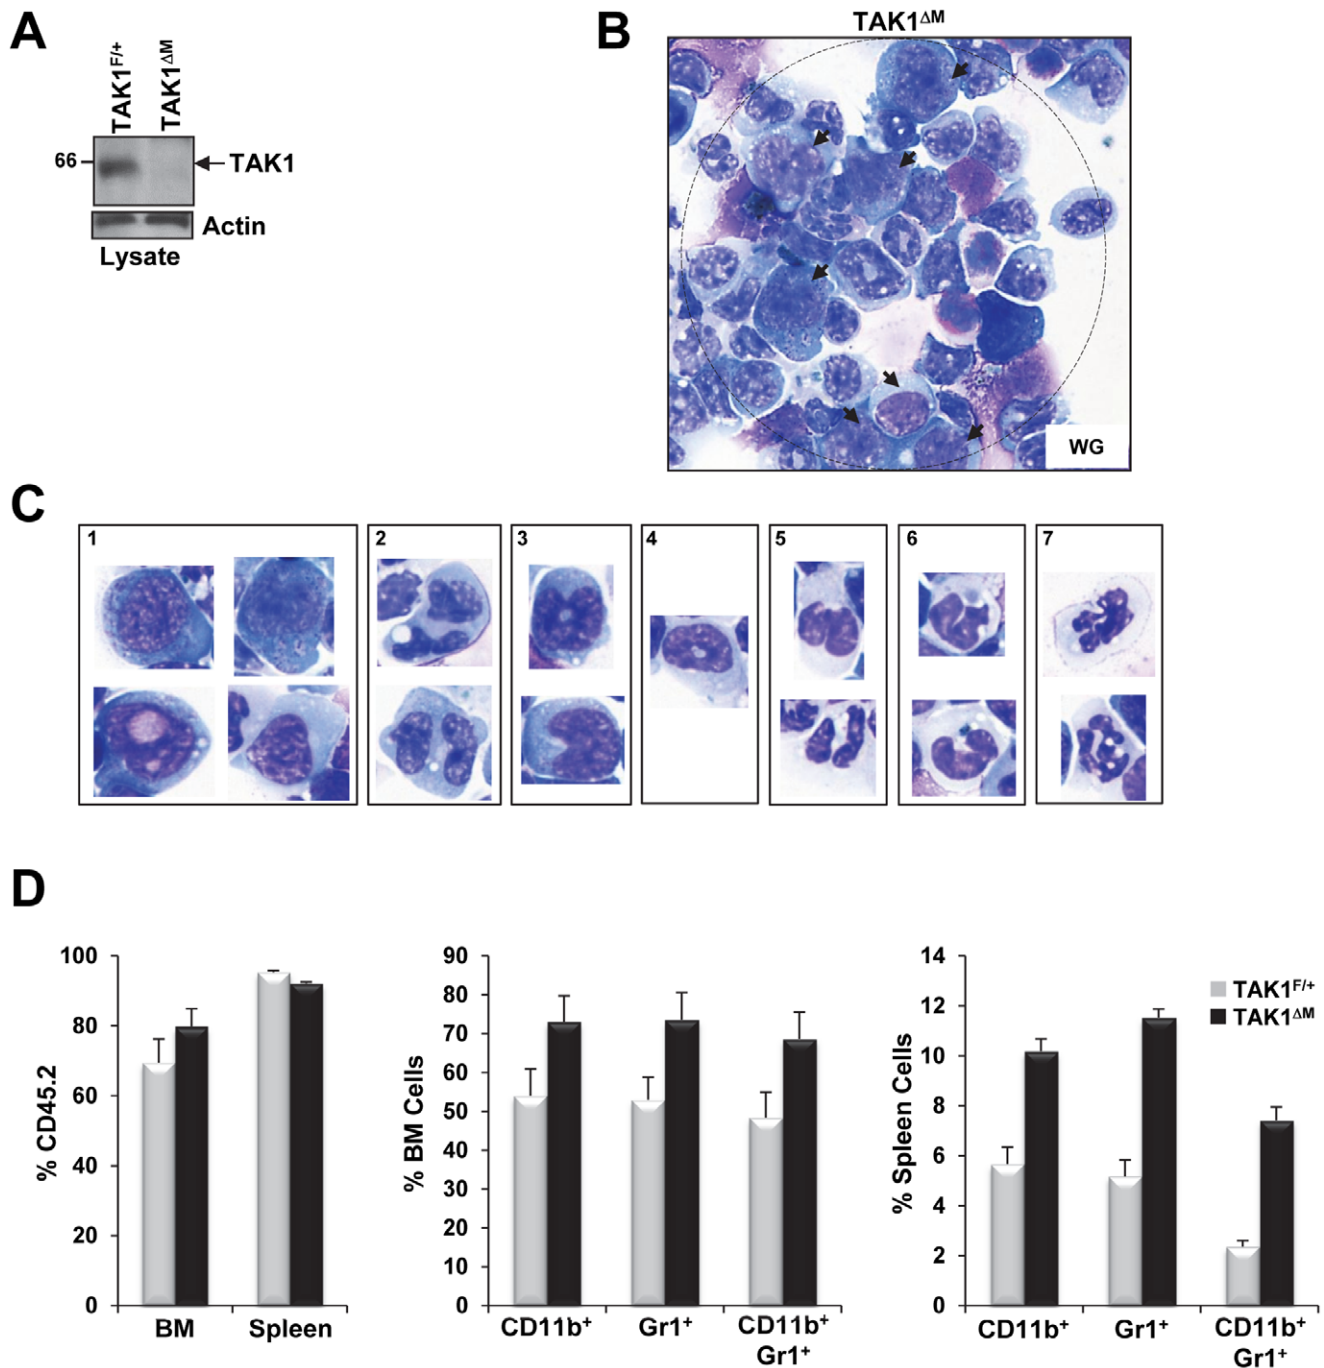 A
TAK1F/+
TAK1ΔM
66
TAK1
Actin
Lysate
B
TAK1ΔM
WG
C
1
2
3
4
5
6
7
D
% CD45.2
100
80
60
40
20
0
BM
Spleen
% BM Cells
90
80
70
60
50
40
30
20
10
0
CD11b+
Gr1+
CD11b+
Gr1+
% Spleen Cells
14
12
10
8
6
4
2
0
CD11b+
Gr1+
CD11b+
Gr1+
TAK1F/+
TAK1ΔM